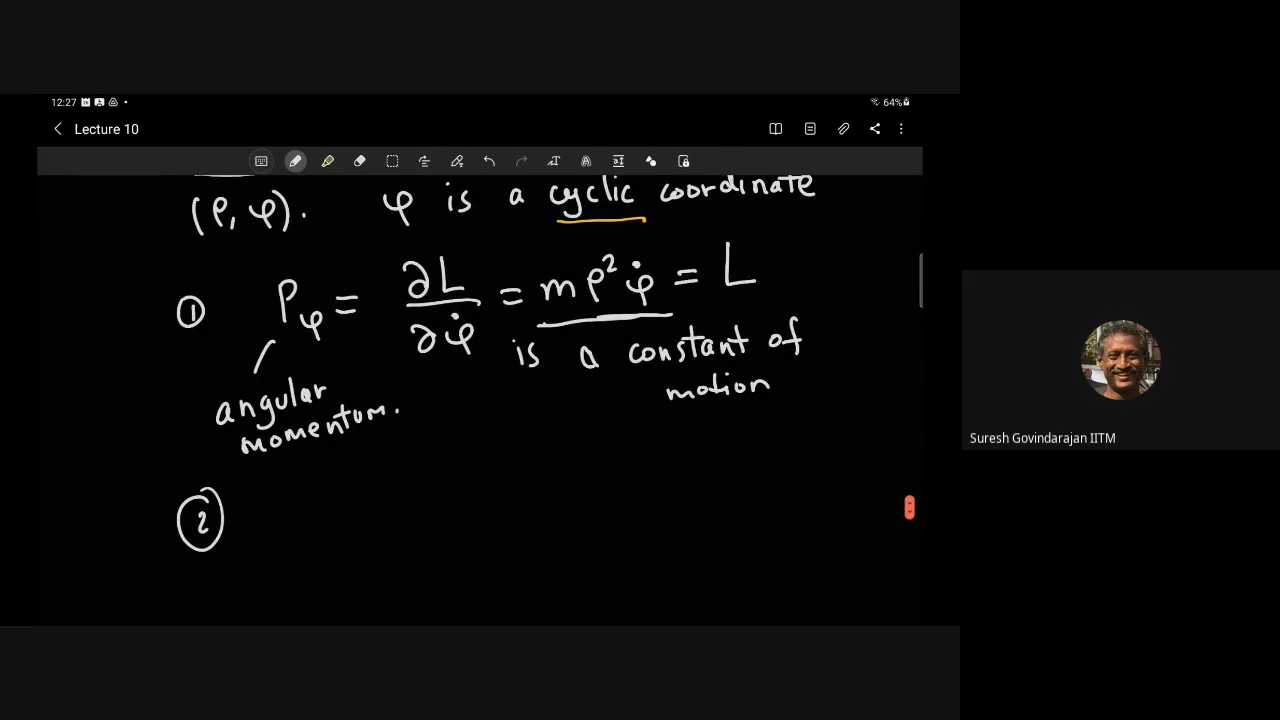 12:27
64%
Lecture 10
(ρ, φ). φ is a cyclic coordinate
① Pφ = ∂L/∂φ̇ = mρ²φ̇ = L
is a constant of
motion
angular
momentum.
②
Suresh Govindarajan IITM